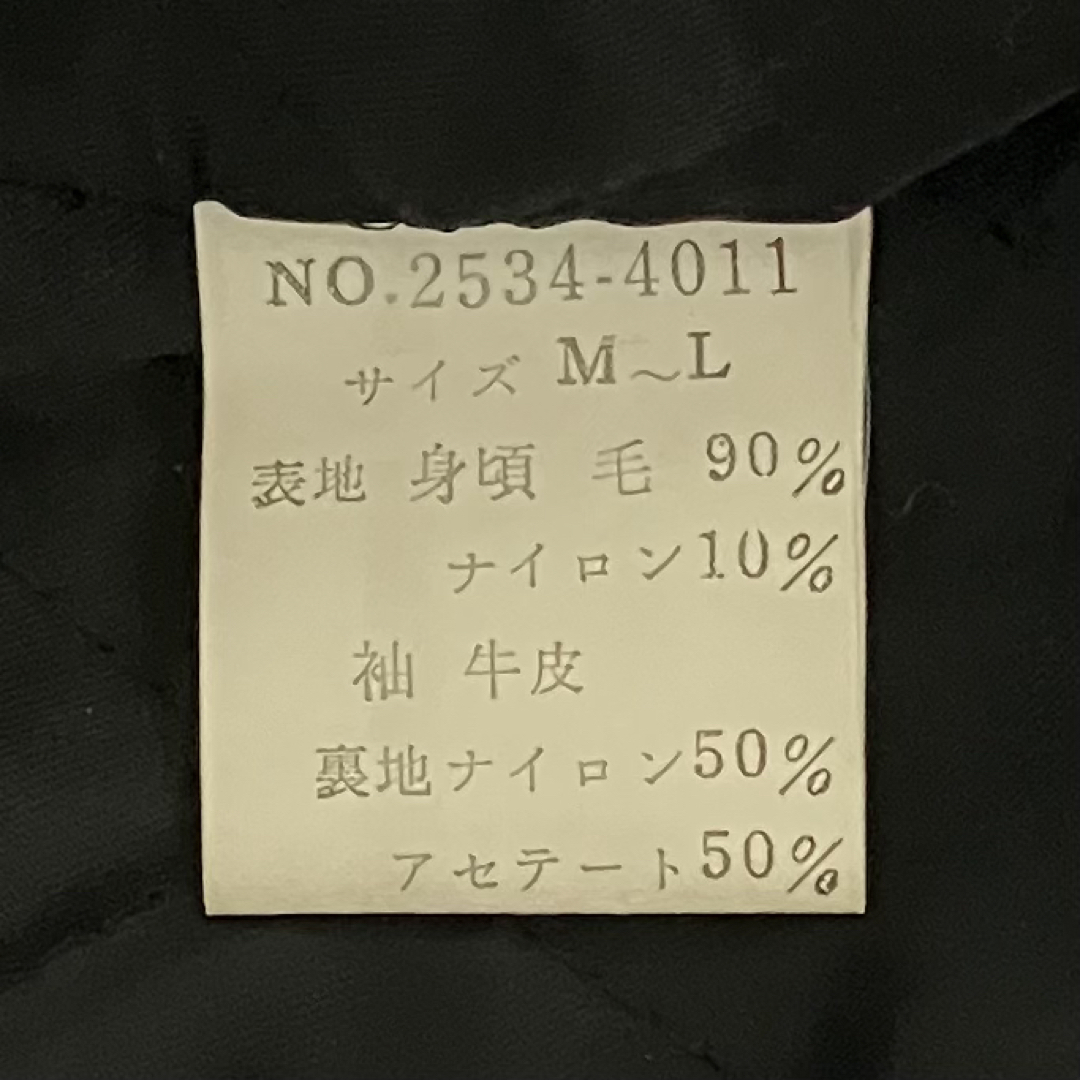 NO.2534-4011
サイズ M～L
表地 身頃 毛 90%
ナイロン10%
袖 牛皮
裏地ナイロン50%
アセテート50%